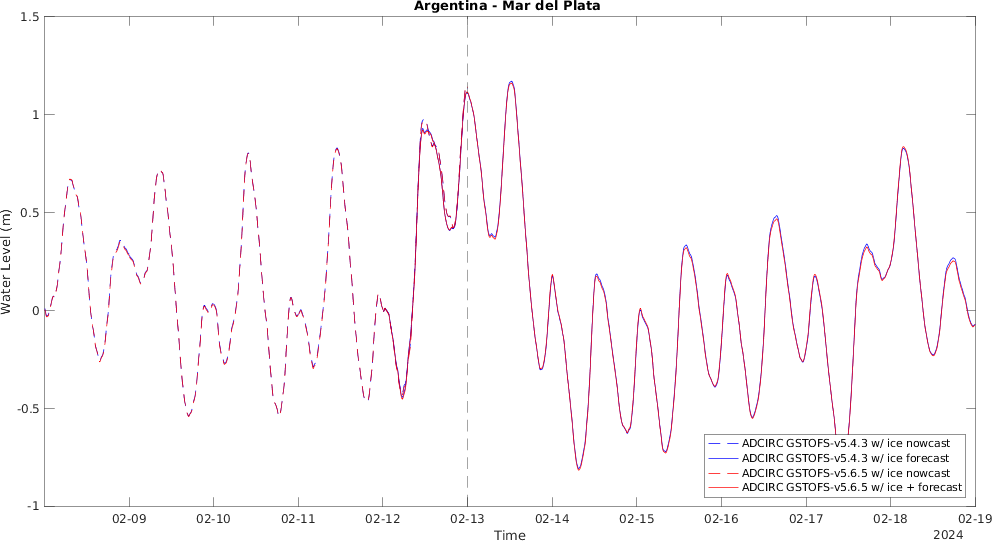 Argentina - Mar del Plata
1.5
1
0.5
0
-0.5
-1
Water Level (m)
02-09 02-10 02-11 02-12 02-13 02-14 02-15 02-16 02-17 02-18 02-19
Time
2024
ADCIRC GSTOFS-v5.4.3 w/ ice nowcast
ADCIRC GSTOFS-v5.4.3 w/ ice forecast
ADCIRC GSTOFS-v5.6.5 w/ ice nowcast
ADCIRC GSTOFS-v5.6.5 w/ ice + forecast